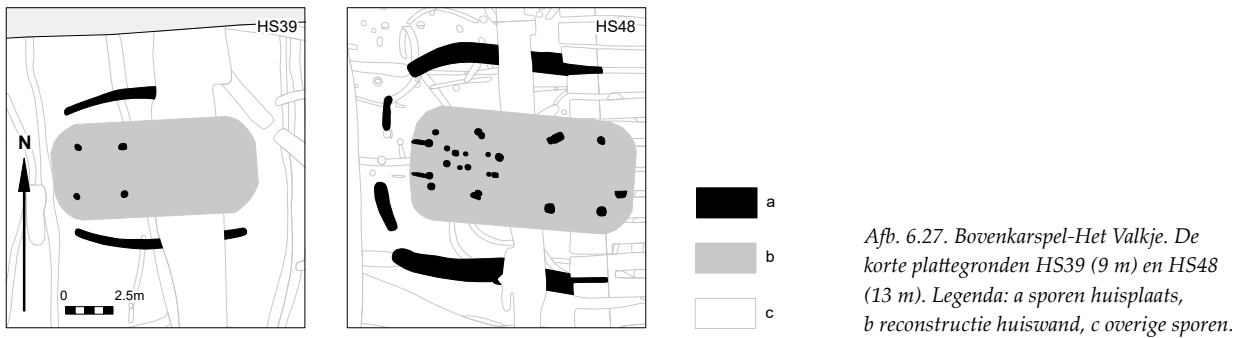 HS39
N
0 2.5m
HS48
a
b
c
Afb. 6.27. Bovenkarspel-Het Valkje. De
korte plattegronden HS39 (9 m) en HS48
(13 m). Legenda: a sporen huisplaats,
b reconstructie huiswand, c overige sporen.